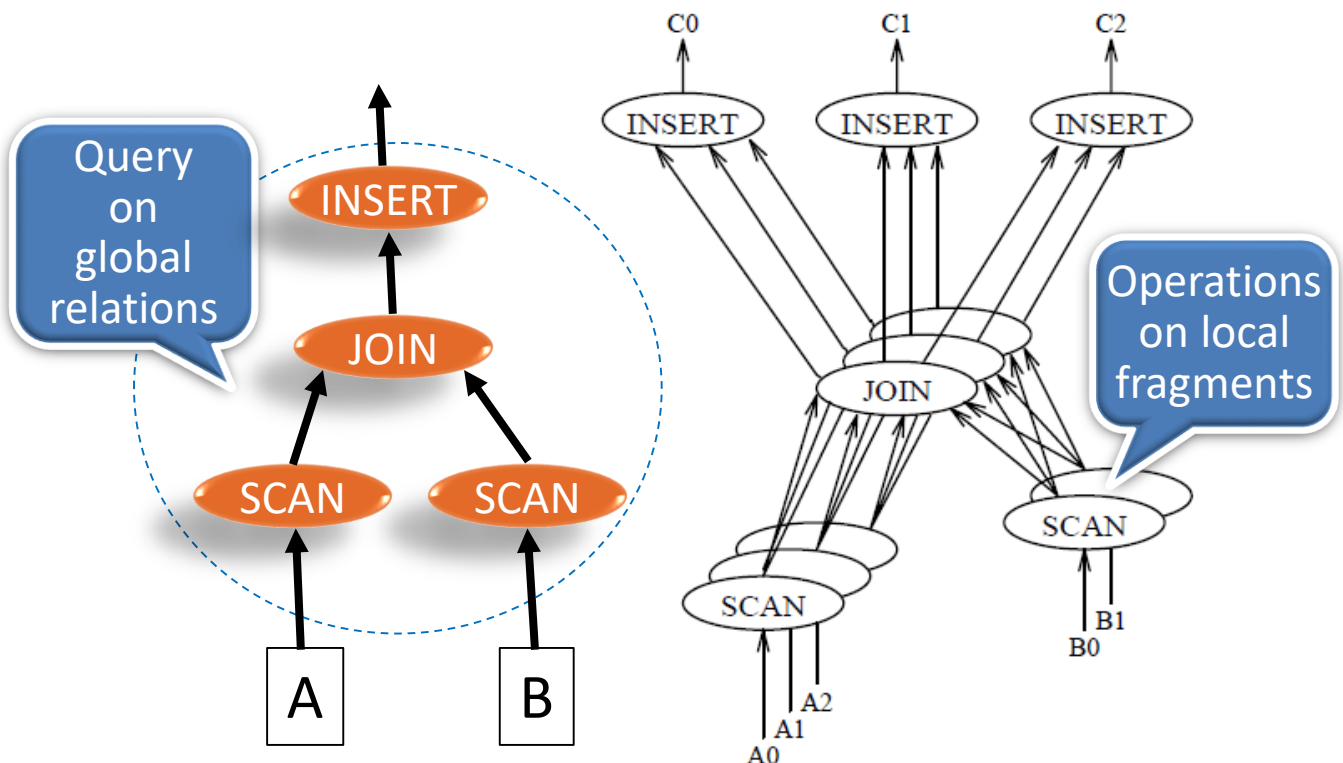 Query
on
global
relations
INSERT
JOIN
SCAN
SCAN
A
B
C0
C1
C2
INSERT
INSERT
INSERT
Operations
on local
fragments
JOIN
SCAN
SCAN
B1
B0
A2
A1
A0